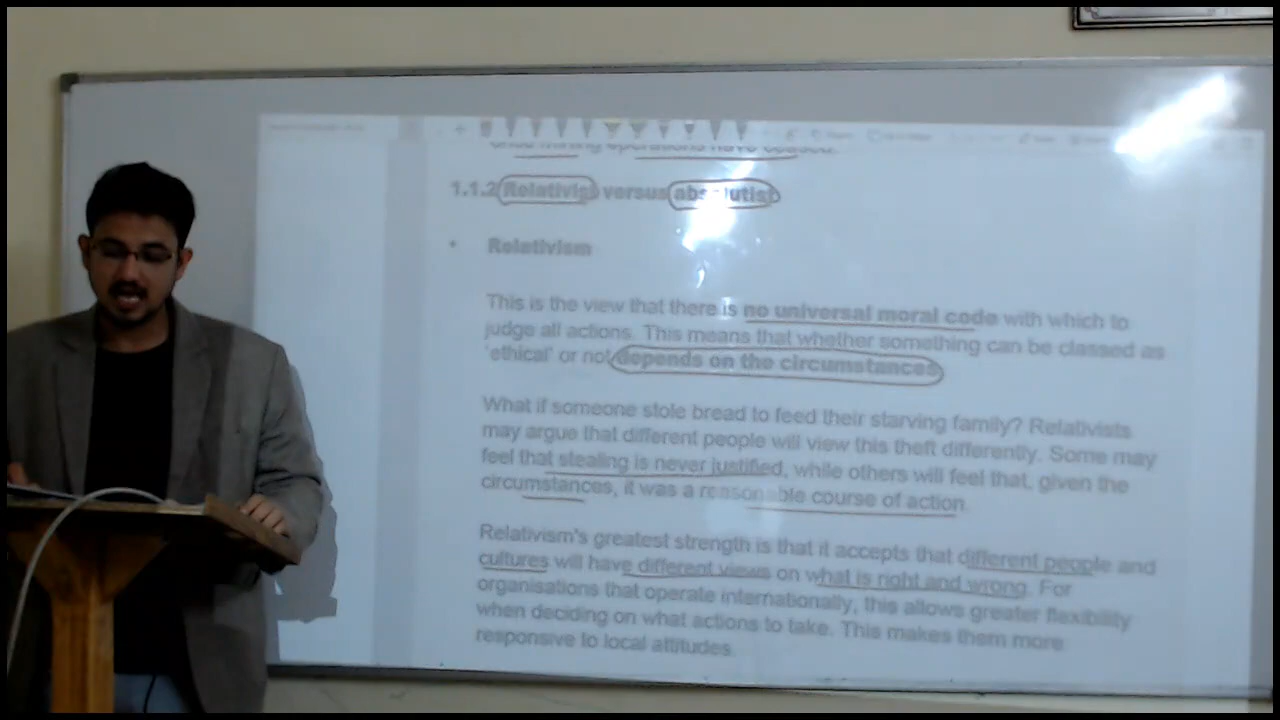 1.1.2 Relativist versus absolutist
• Relativism
This is the view that there is no universal moral code with which to
judge all actions. This means that whether something can be classed as
'ethical' or not depends on the circumstances
What if someone stole bread to feed their starving family? Relativists
may argue that different people will view this theft differently. Some may
feel that stealing is never justified, while others will feel that, given the
circumstances, it was a reasonable course of action.
Relativism's greatest strength is that it accepts that different people and
cultures will have different views on what is right and wrong. For
organisations that operate internationally, this allows greater flexibility
when deciding on what actions to take. This makes them more
responsive to local attitudes.